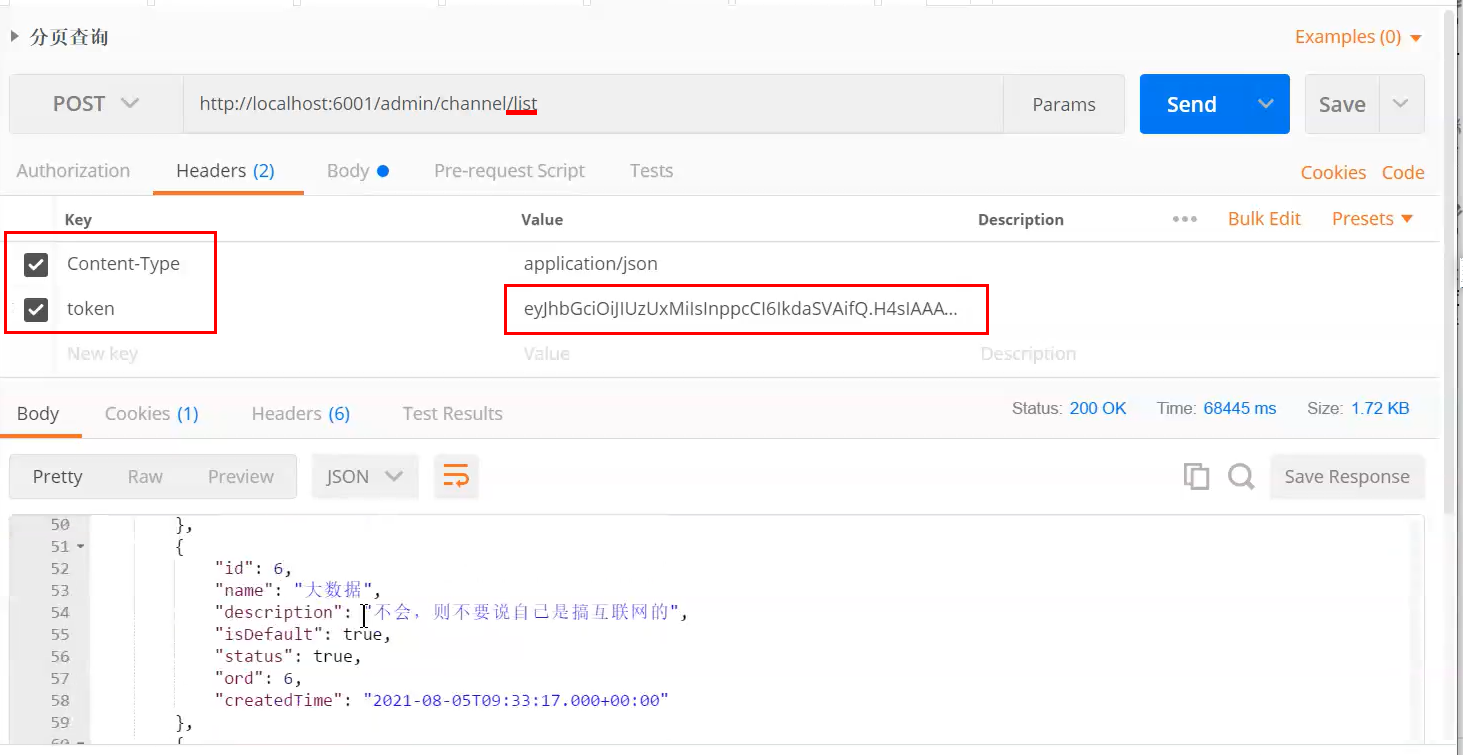 分页查询
Examples (0)
POST
http://localhost:6001/admin/channel/list
Params
Send
Save
Authorization
Headers (2)
Body
Pre-request Script
Tests
Cookies
Code
Key
Value
Description
Bulk Edit
Presets
Content-Type
application/json
token
eyJhbGciOiJIUzUxMiIsInppcCI6IkdaSVAifQ.H4sIAAA...
New key
Value
Description
Body
Cookies (1)
Headers (6)
Test Results
Status: 200 OK
Time: 68445 ms
Size: 1.72 KB
Pretty
Raw
Preview
JSON
Save Response
50 },
51 {
52 "id": 6,
53 "name": "大数据",
54 "description": "不会，则不要说自己是搞互联网的",
55 "isDefault": true,
56 "status": true,
57 "ord": 6,
58 "createdTime": "2021-08-05T09:33:17.000+00:00"
59 },